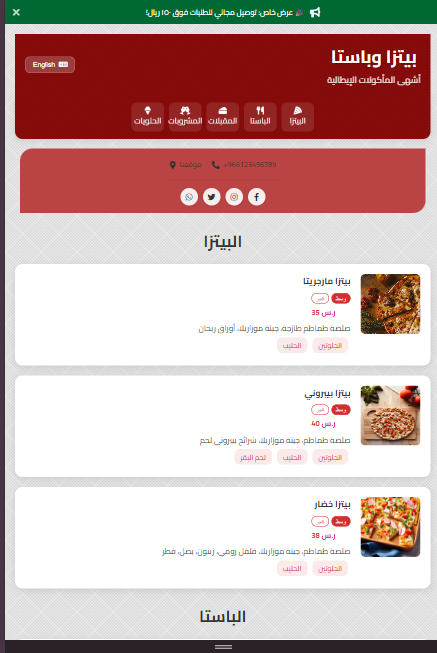 🎉 عرض خاص: توصيل مجاني للطلبات فوق ١٥٠ ريال!
بيتزا وباستا
أشهى المأكولات الإيطالية
English
البيتزا
الباستا
المقبلات
المشروبات
الحلويات
+966123456789
موقعنا
البيتزا
بيتزا مارجريتا
وسط
كبير
ر.س 35
صلصة طماطم طازجة، جبنة موزاريلا، أوراق ريحان
الجلوتين
الحليب
بيتزا بيبروني
وسط
كبير
ر.س 40
صلصة طماطم، جبنة موزاريلا، شرائح بيبروني لحم
الجلوتين
الحليب
لحم البقر
بيتزا خضار
وسط
كبير
ر.س 38
صلصة طماطم، جبنة موزاريلا، فلفل رومي، زيتون، بصل، فطر
الجلوتين
الحليب
الباستا